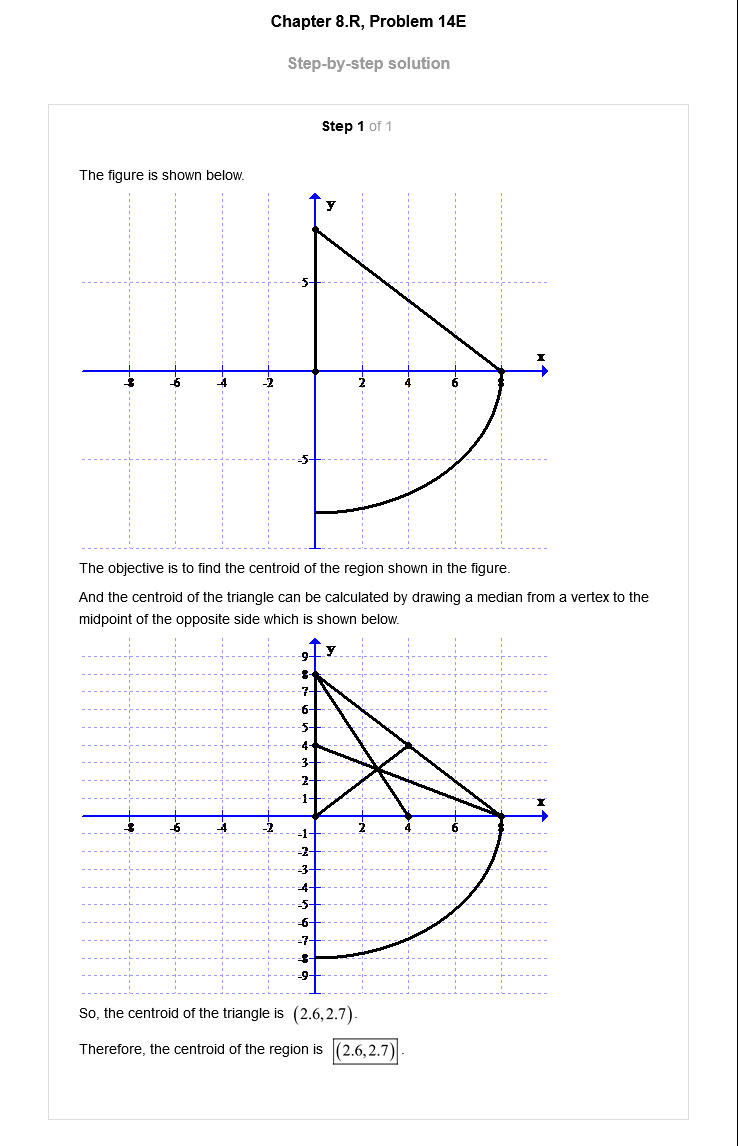 Chapter 8.R, Problem 14E
Step-by-step solution
Step 1 of 1
The figure is shown below.
y
5
x
-8 -6 -4 -2 2 4 6 8
-5
The objective is to find the centroid of the region shown in the figure.
And the centroid of the triangle can be calculated by drawing a median from a vertex to the
midpoint of the opposite side which is shown below.
y
9
8
7
6
5
4
3
2
1
x
-8 -6 -4 -2 2 4 6 8
-1
-2
-3
-4
-5
-6
-7
-8
-9
So, the centroid of the triangle is (2.6,2.7).
Therefore, the centroid of the region is (2.6,2.7).